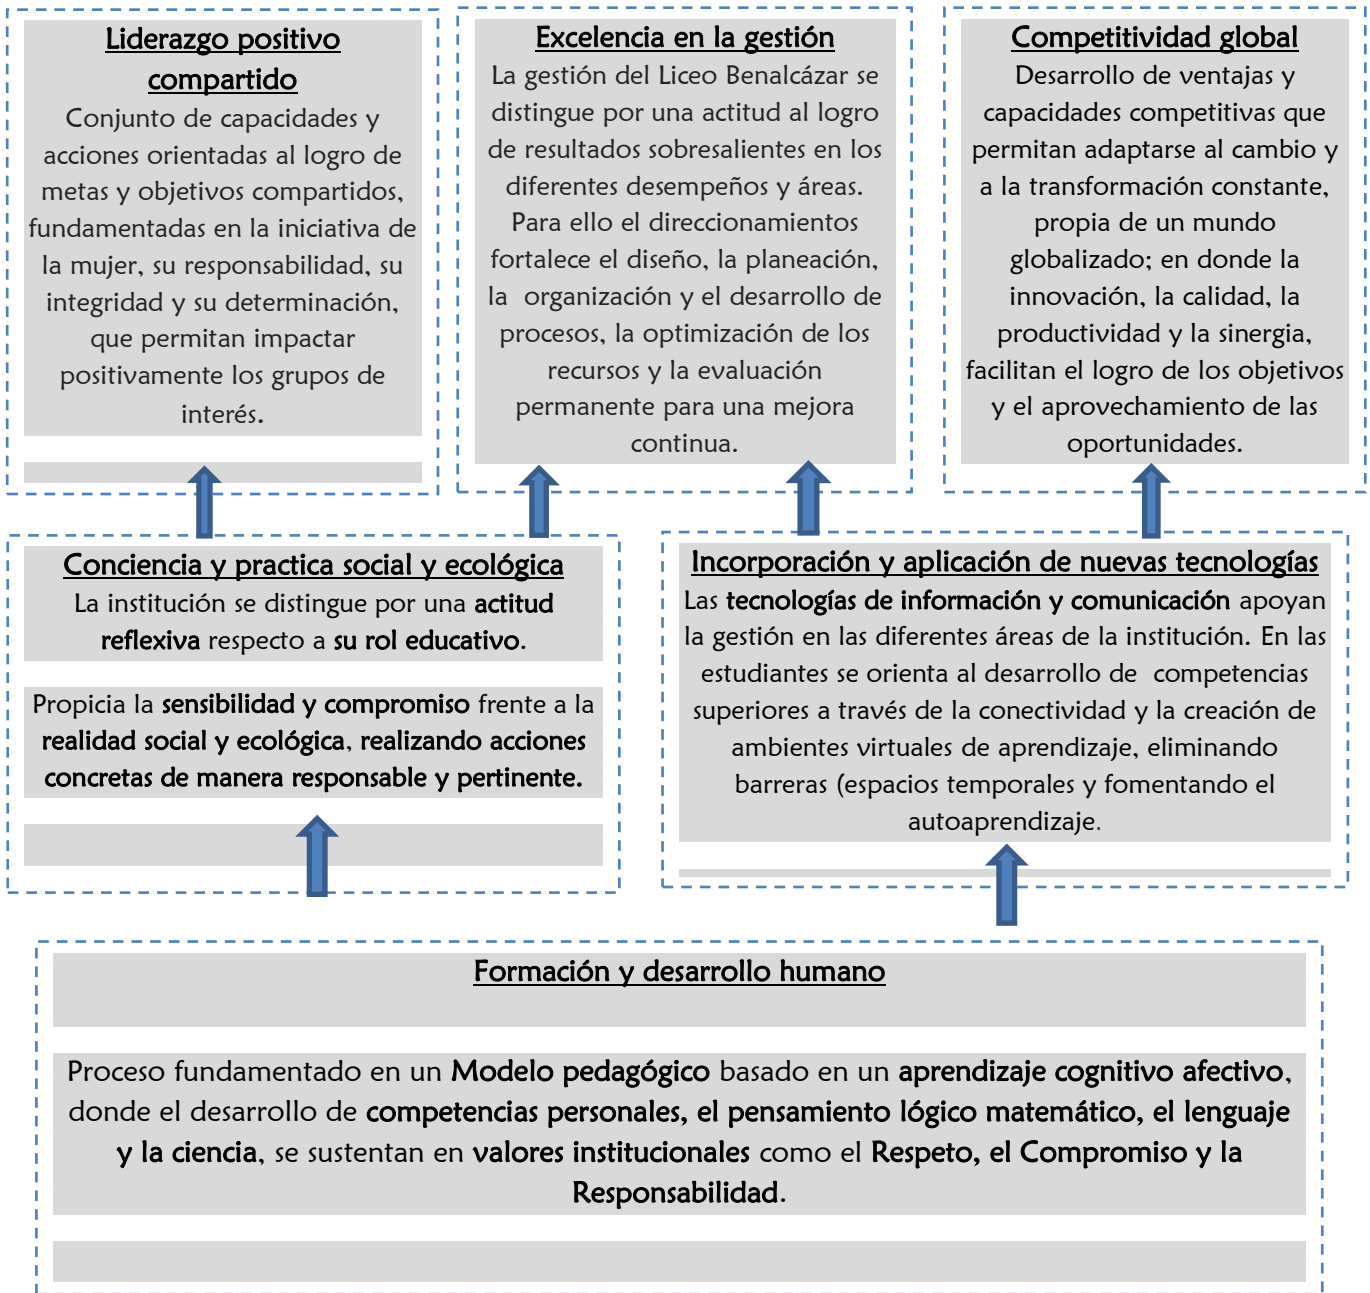 Liderazgo positivo
compartido
Conjunto de capacidades y
acciones orientadas al logro de
metas y objetivos compartidos,
fundamentadas en la iniciativa de
la mujer, su responsabilidad, su
integridad y su determinación,
que permitan impactar
positivamente los grupos de
interés.
Excelencia en la gestión
La gestión del Liceo Benalcázar se
distingue por una actitud al logro
de resultados sobresalientes en los
diferentes desempeños y áreas.
Para ello el direccionamientos
fortalece el diseño, la planeación,
la organización y el desarrollo de
procesos, la optimización de los
recursos y la evaluación
permanente para una mejora
continua.
Competitividad global
Desarrollo de ventajas y
capacidades competitivas que
permitan adaptarse al cambio y
a la transformación constante,
propia de un mundo
globalizado; en donde la
innovación, la calidad, la
productividad y la sinergia,
facilitan el logro de los objetivos
y el aprovechamiento de las
oportunidades.
Conciencia y practica social y ecológica
La institución se distingue por una actitud
reflexiva respecto a su rol educativo.
Propicia la sensibilidad y compromiso frente a la
realidad social y ecológica, realizando acciones
concretas de manera responsable y pertinente.
Incorporación y aplicación de nuevas tecnologías
Las tecnologías de información y comunicación apoyan
la gestión en las diferentes áreas de la institución. En las
estudiantes se orienta al desarrollo de competencias
superiores a través de la conectividad y la creación de
ambientes virtuales de aprendizaje, eliminando
barreras (espacios temporales y fomentando el
autoaprendizaje.
Formación y desarrollo humano
Proceso fundamentado en un Modelo pedagógico basado en un aprendizaje cognitivo afectivo,
donde el desarrollo de competencias personales, el pensamiento lógico matemático, el lenguaje
y la ciencia, se sustentan en valores institucionales como el Respeto, el Compromiso y la
Responsabilidad.